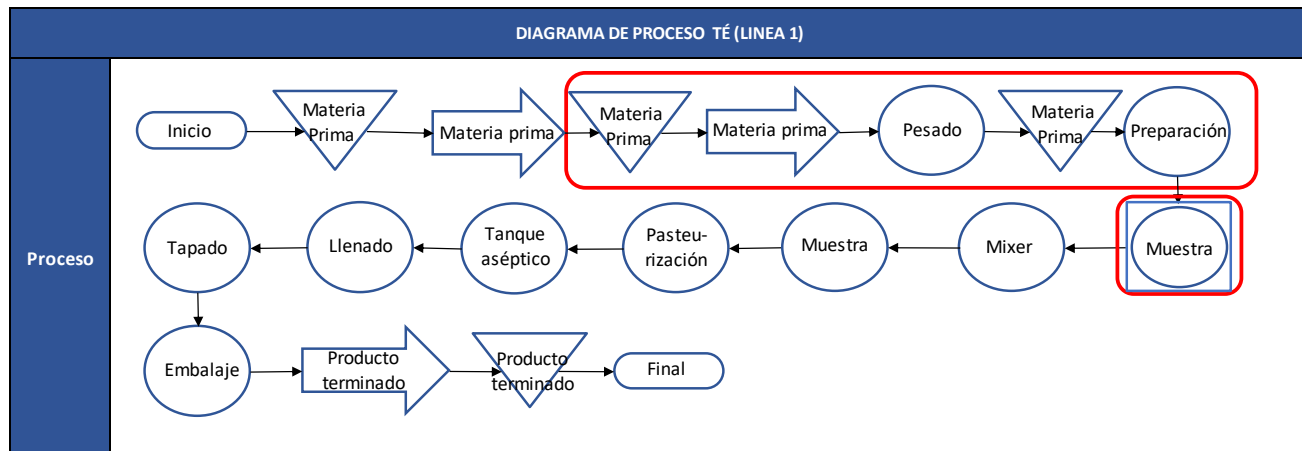 DIAGRAMA DE PROCESO TÉ (LINEA 1)
Proceso
Inicio
Materia
Prima
Materia prima
Materia
Prima
Materia prima
Pesado
Materia
Prima
Preparación
Muestra
Mixer
Muestra
Pasteu-
rización
Tanque
aséptico
Llenado
Tapado
Embalaje
Producto
terminado
Producto
terminado
Final